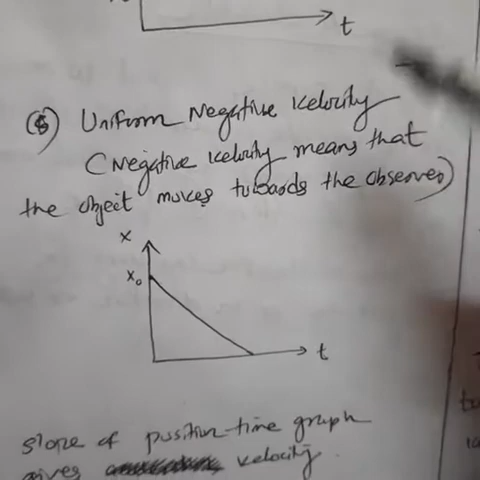 t
(6) Uniform Negative Velocity
(Negative velocity means that
the object moves towards the observer)
x
x₀
t
slope of position-time graph
gives velocity.